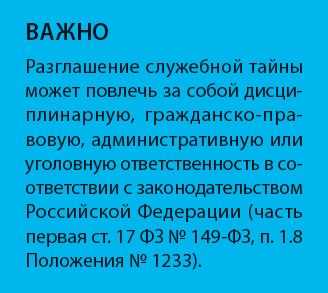 ВАЖНО
Разглашение служебной тайны
может повлечь за собой дисци-
плинарную, гражданско-пра-
вовую, административную или
уголовную ответственность в со-
ответствии с законодательством
Российской Федерации (часть
первая ст. 17 ФЗ № 149-ФЗ, п. 1.8
Положения № 1233).